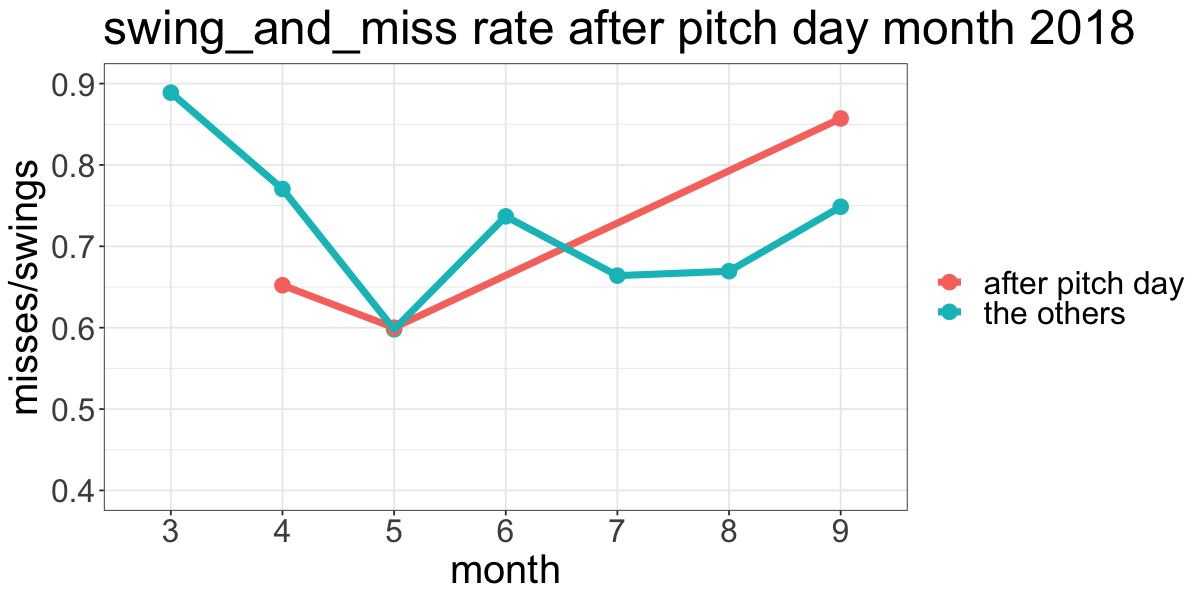 swing_and_miss rate after pitch day month 2018
misses/swings
0.9
0.8
0.7
0.6
0.5
0.4
3 4 5 6 7 8 9
month
after pitch day
the others